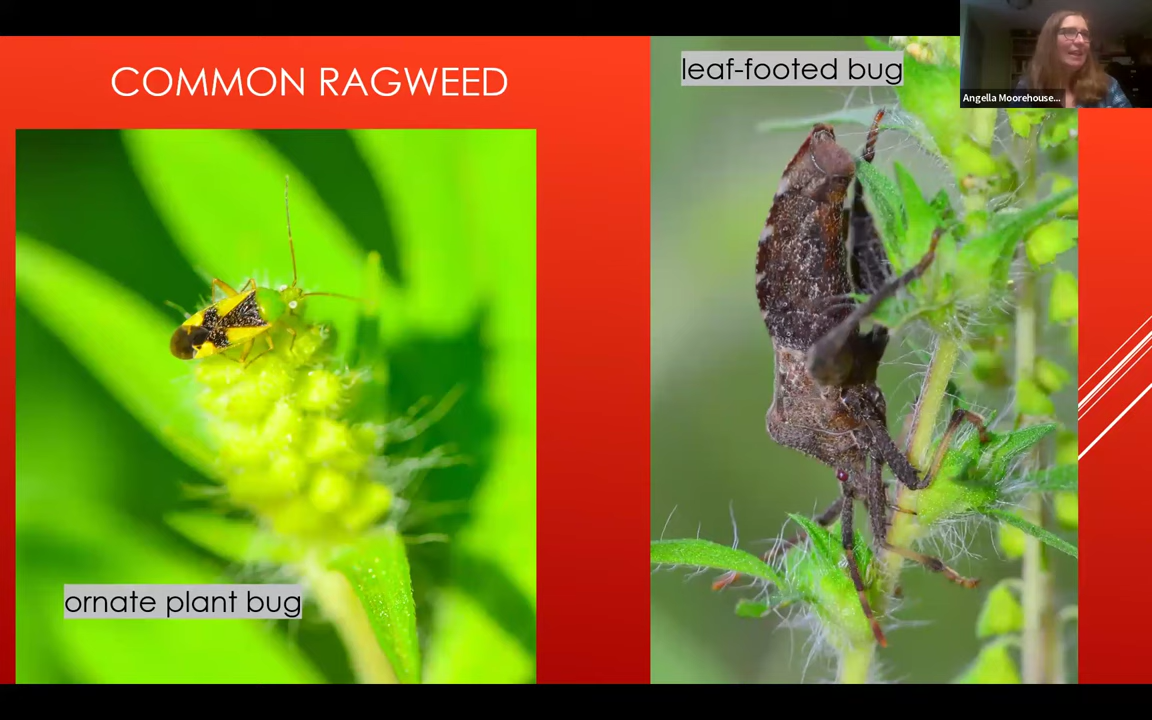 COMMON RAGWEED
leaf-footed bug
Angella Moorehouse...
ornate plant bug